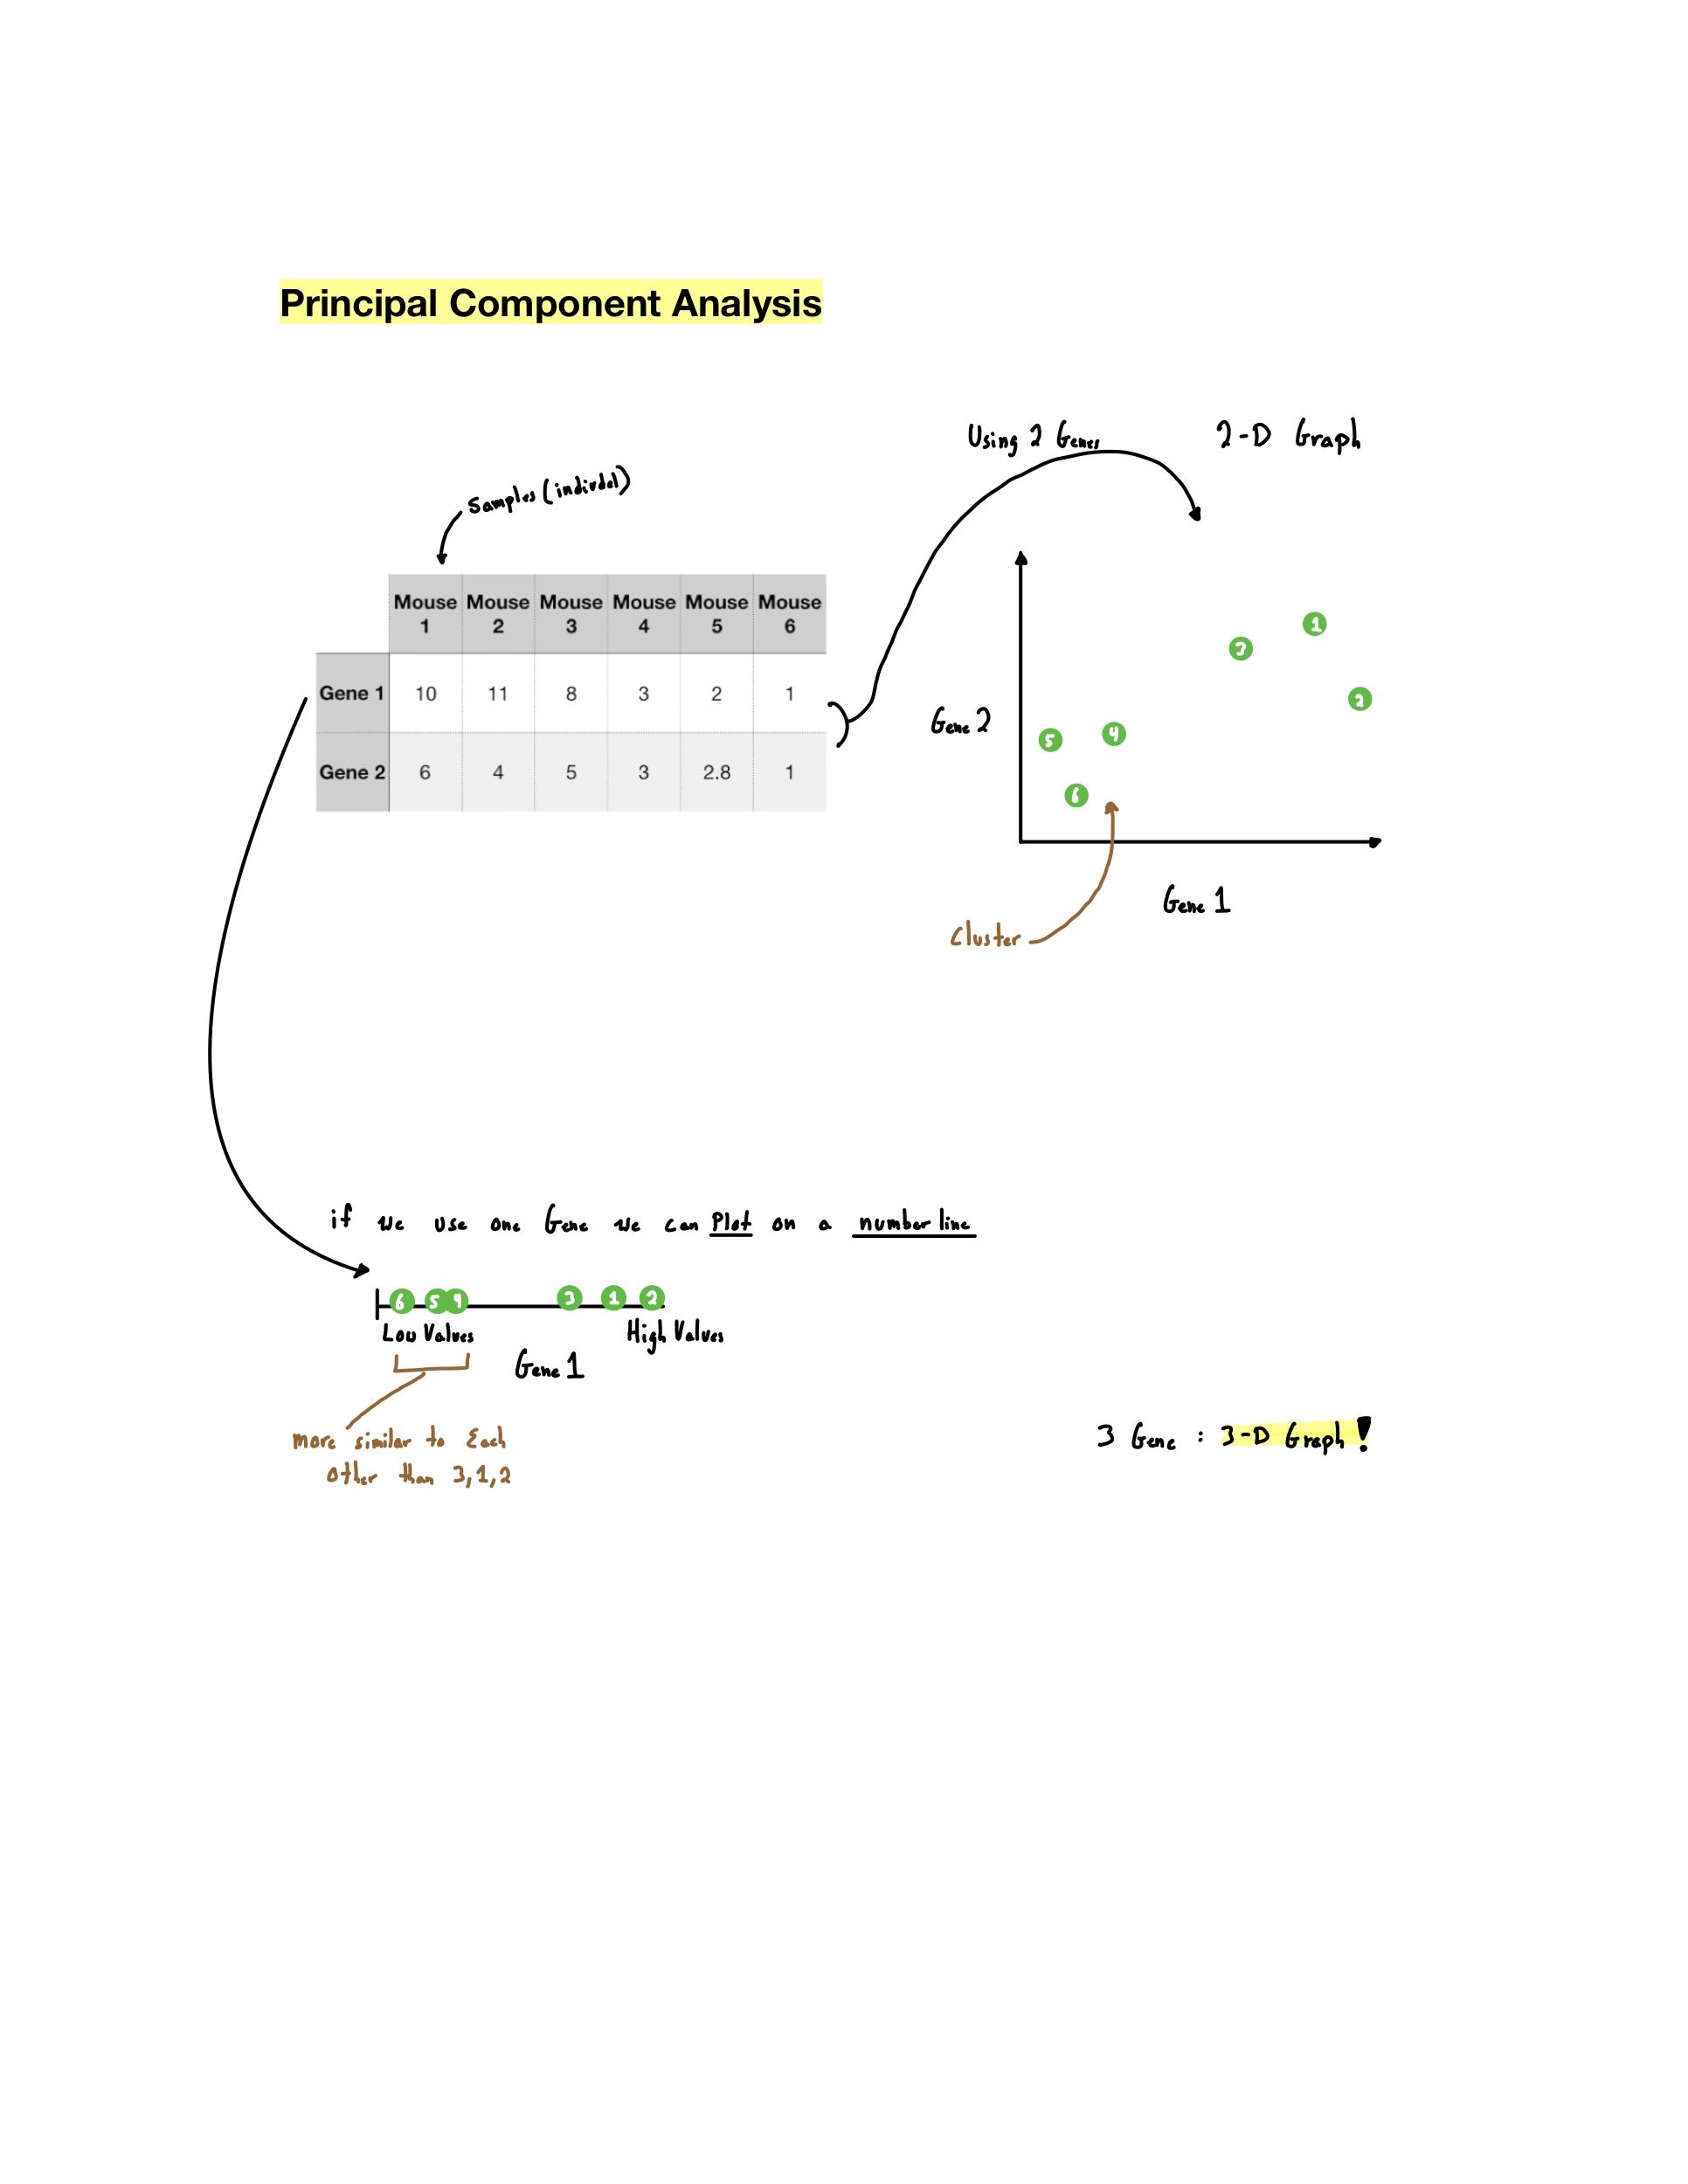 Principal Component Analysis
Using 2 Genes
2-D Graph
Samples (indivdal)
Mouse 1 Mouse 2 Mouse 3 Mouse 4 Mouse 5 Mouse 6
Gene 1 10 11 8 3 2 1
Gene 2 6 4 5 3 2.8 1
Gene 2
1
3
2
5 4
6
Gene 1
Cluster
if we use one Gene we can Plot on a number line
6 5 4 3 1 2
Low Values High Values
Gene 1
more similar to Each
other than 3,1,2
3 Gene : 3-D Graph!